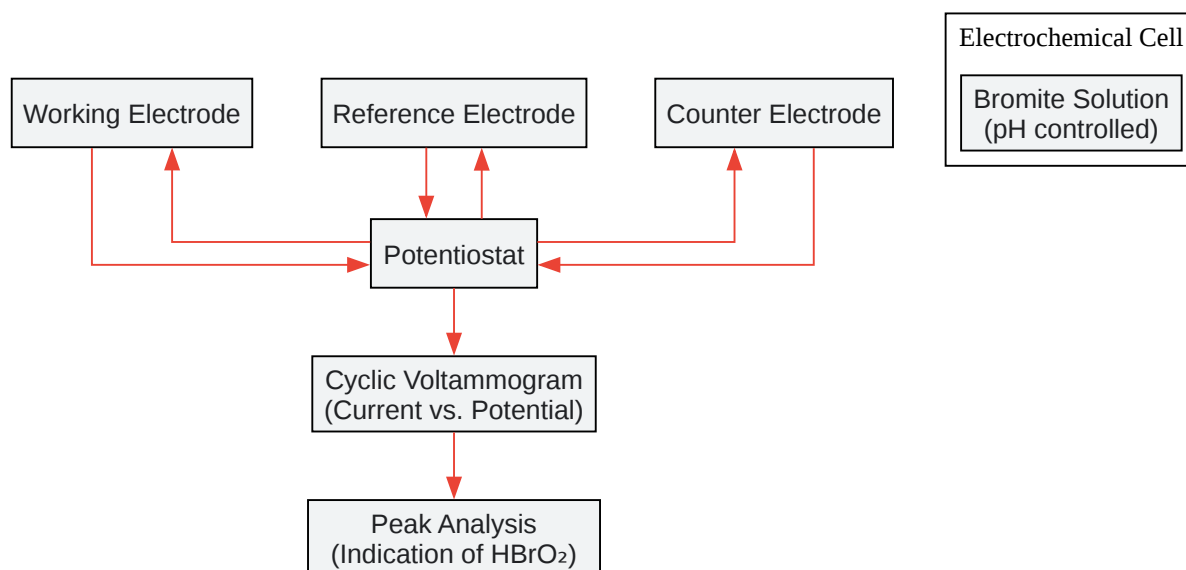 Electrochemical Cell
Working Electrode
Reference Electrode
Counter Electrode
Bromite Solution
(pH controlled)
Potentiostat
Cyclic Voltammogram
(Current vs. Potential)
Peak Analysis
(Indication of HBrO₂)